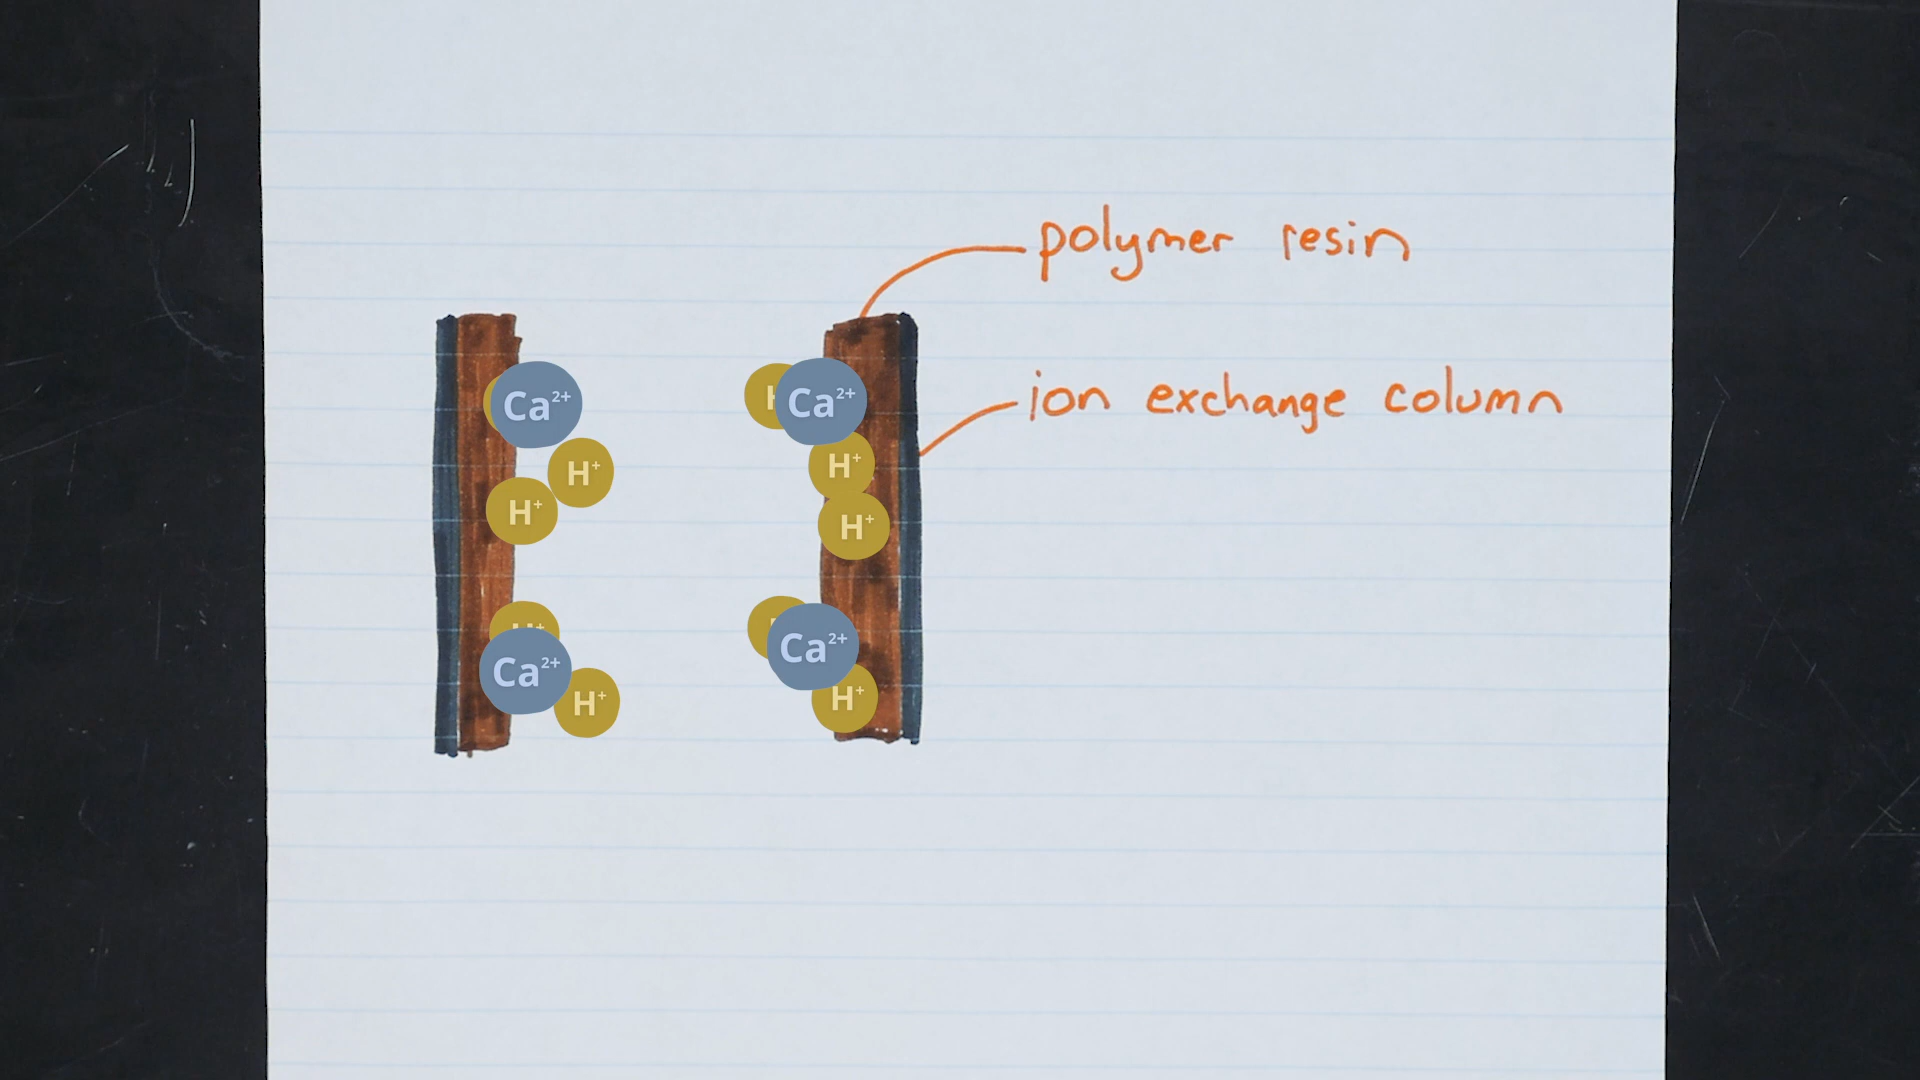 polymer resin
ion exchange column
Ca2+
Ca2+
H+
H+
H+
H+
H+
Ca2+
Ca2+
H+
H+